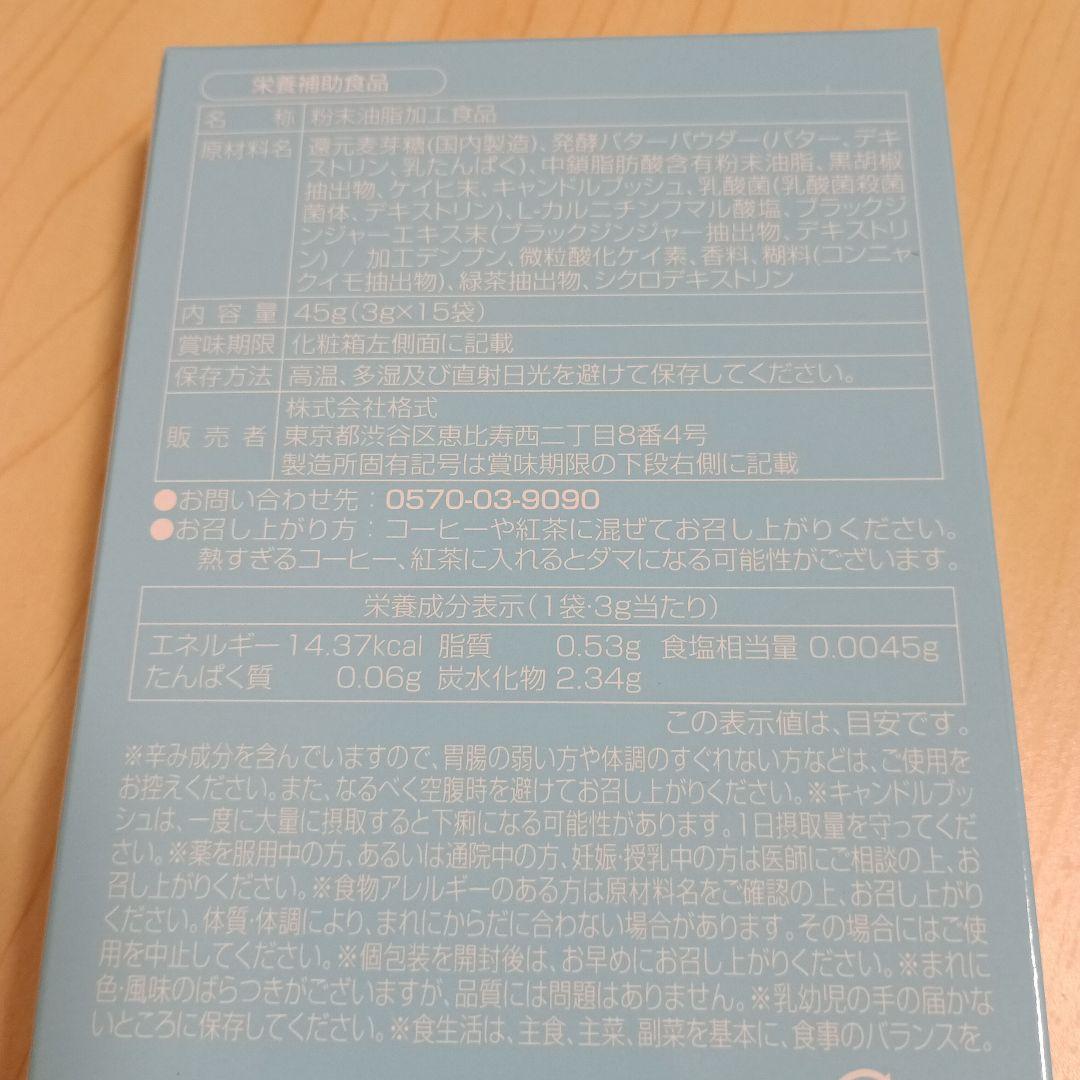 栄養補助食品
名 称 粉末油脂加工食品
原材料名 還元麦芽糖(国内製造)、発酵バターパウダー(バター、デキ
ストリン、乳たんぱく)、中鎖脂肪酸含有粉末油脂、黒胡椒
抽出物、ケイヒ末、キャンドルブッシュ、乳酸菌(乳酸菌殺菌
菌体、デキストリン)、L-カルニチンフマル酸塩、ブラックジ
ンジャーエキス末(ブラックジンジャー抽出物、デキストリ
ン) / 加工デンプン、微粒酸化ケイ素、香料、糊料(コンニャ
クイモ抽出物)、緑茶抽出物、シクロデキストリン
内 容 量 45g(3g×15袋)
賞味期限 化粧箱左側面に記載
保存方法 高温、多湿及び直射日光を避けて保存してください。
販 売 者 株式会社格式
東京都渋谷区恵比寿西二丁目8番4号
製造所固有記号は賞味期限の下段右側に記載
●お問い合わせ先：0570-03-9090
●お召し上がり方：コーヒーや紅茶に混ぜてお召し上がりください。
熱すぎるコーヒー、紅茶に入れるとダマになる可能性がございます。
栄養成分表示(1袋・3g当たり)
エネルギー 14.37kcal 脂質 0.53g 食塩相当量 0.0045g
たんぱく質 0.06g 炭水化物 2.34g
この表示値は、目安です。
※辛み成分を含んでいますので、胃腸の弱い方や体調のすぐれない方などは、ご使用を
お控えください。また、なるべく空腹時を避けてお召し上がりください。※キャンドルブッ
シュは、一度に大量に摂取すると下痢になる可能性があります。1日摂取量を守ってくだ
さい。※薬を服用中の方、あるいは通院中の方、妊娠・授乳中の方は医師にご相談の上、お
召し上がりください。※食物アレルギーのある方は原材料名をご確認の上、お召し上がり
ください。体質・体調により、まれにからだに合わない場合があります。その場合にはご使
用を中止してください。※個包装を開封後は、お早めにお召し上がりください。※まれに
色・風味のばらつきがございますが、品質には問題はありません。※乳幼児の手の届かな
いところに保存してください。※食生活は、主食、主菜、副菜を基本に、食事のバランスを。